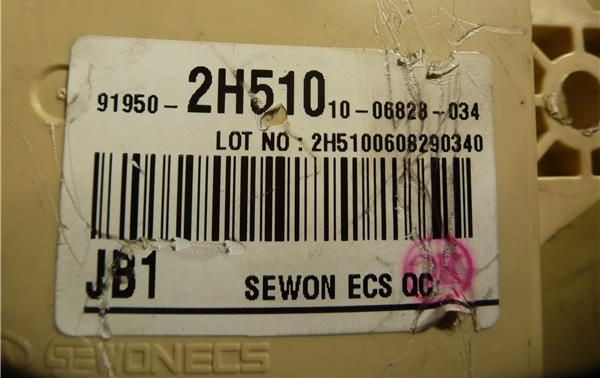 91950- 2H510 10-06828-034
LOT NO : 2H5100608290340
JB1 SEWON ECS QC
SEWONECS